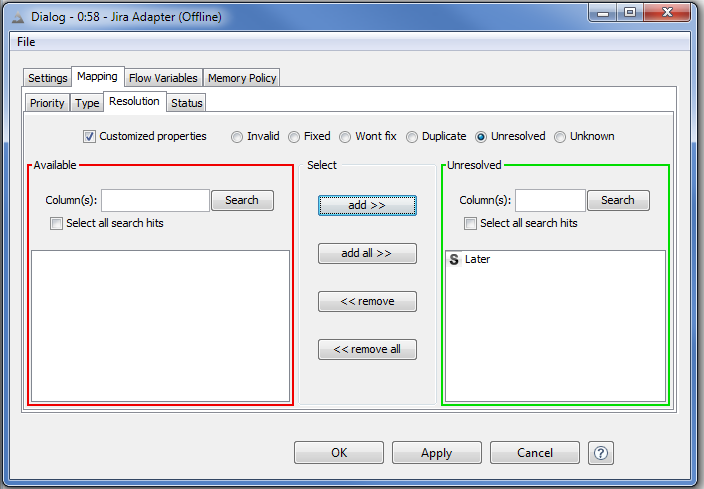 Dialog - 0:58 - Jira Adapter (Offline)
File
Settings Mapping Flow Variables Memory Policy
Priority Type Resolution Status
Customized properties Invalid Fixed Wont fix Duplicate Unresolved Unknown
Available Select Unresolved
Column(s): Search add >> Column(s): Search
Select all search hits Select all search hits
add all >> S Later
<< remove
<< remove all
OK Apply Cancel ?